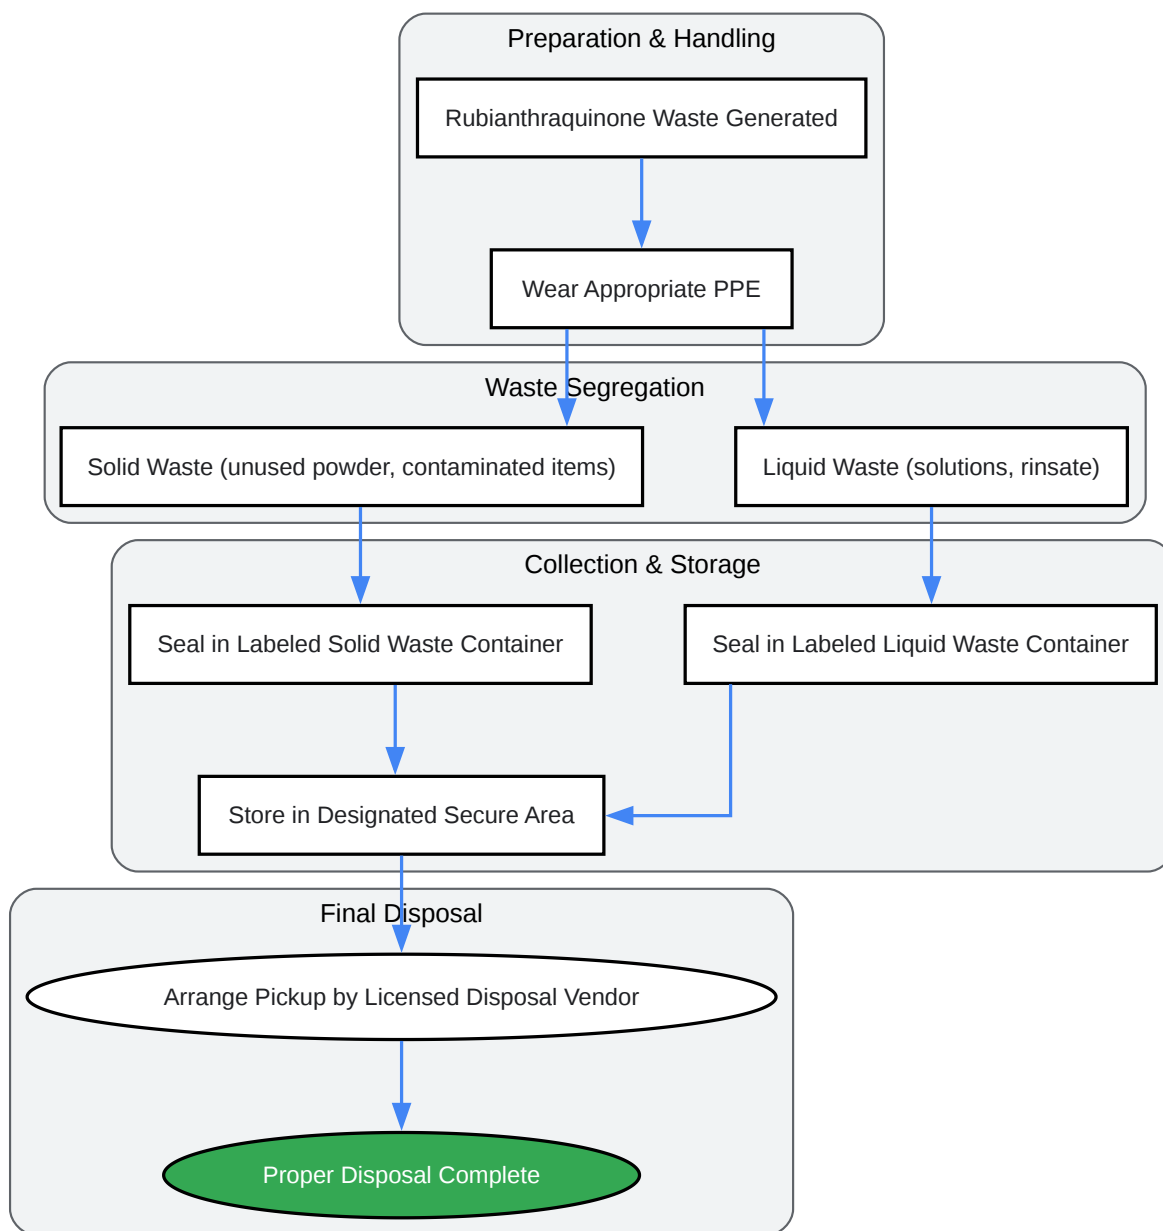 Preparation & Handling
Rubianthraquinone Waste Generated
Wear Appropriate PPE
Waste Segregation
Solid Waste (unused powder, contaminated items)
Liquid Waste (solutions, rinsate)
Collection & Storage
Seal in Labeled Solid Waste Container
Seal in Labeled Liquid Waste Container
Store in Designated Secure Area
Final Disposal
Arrange Pickup by Licensed Disposal Vendor
Proper Disposal Complete